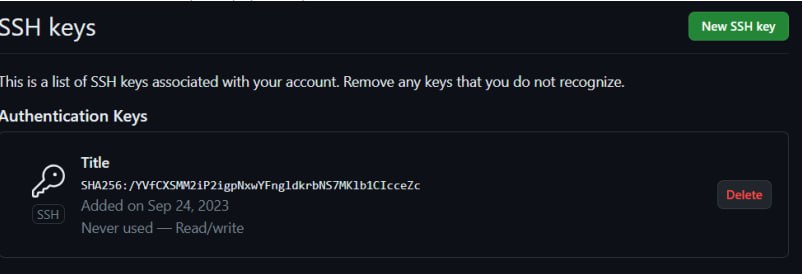 SSH keys
New SSH key
This is a list of SSH keys associated with your account. Remove any keys that you do not recognize.
Authentication Keys
Title
SHA256:/YVfCXSMM2iP2igpNxwYFngldkrbNS7MKlb1CIcceZc
SSH
Added on Sep 24, 2023
Never used — Read/write
Delete